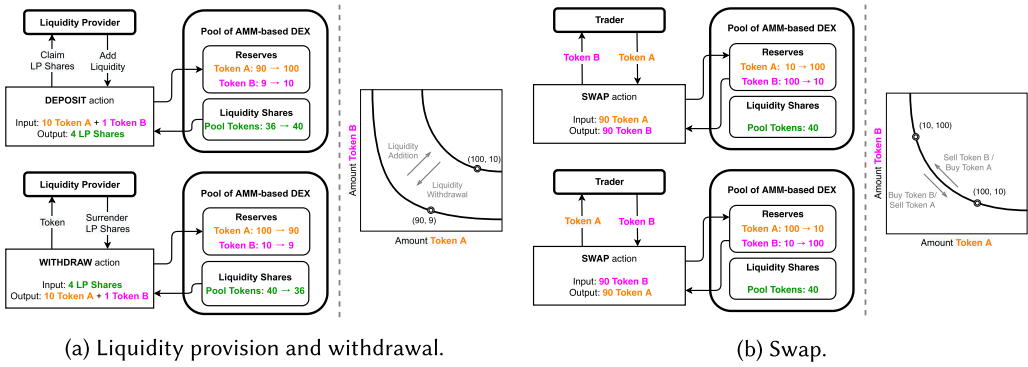 Liquidity Provider
Claim
LP Shares
Add
Liquidity
DEPOSIT action
Input: 10 Token A + 1 Token B
Output: 4 LP Shares
Pool of AMM-based DEX
Reserves
Token A: 90 → 100
Token B: 9 → 10
Liquidity Shares
Pool Tokens: 36 → 40
Liquidity Provider
Token
Surrender
LP Shares
WITHDRAW action
Input: 4 LP Shares
Output: 10 Token A + 1 Token B
Pool of AMM-based DEX
Reserves
Token A: 100 → 90
Token B: 10 → 9
Liquidity Shares
Pool Tokens: 40 → 36
Amount Token B
Liquidity
Addition
(100, 10)
Liquidity
Withdrawal
(90, 9)
Amount Token A
(a) Liquidity provision and withdrawal.
Trader
Token B
Token A
SWAP action
Input: 90 Token A
Output: 90 Token B
Pool of AMM-based DEX
Reserves
Token A: 10 → 100
Token B: 100 → 10
Liquidity Shares
Pool Tokens: 40
Trader
Token A
Token B
SWAP action
Input: 90 Token B
Output: 90 Token A
Pool of AMM-based DEX
Reserves
Token A: 100 → 10
Token B: 10 → 100
Liquidity Shares
Pool Tokens: 40
Amount Token B
(10, 100)
Sell Token B /
Buy Token A
Buy Token B/
Sell Token A
(100, 10)
Amount Token A
(b) Swap.